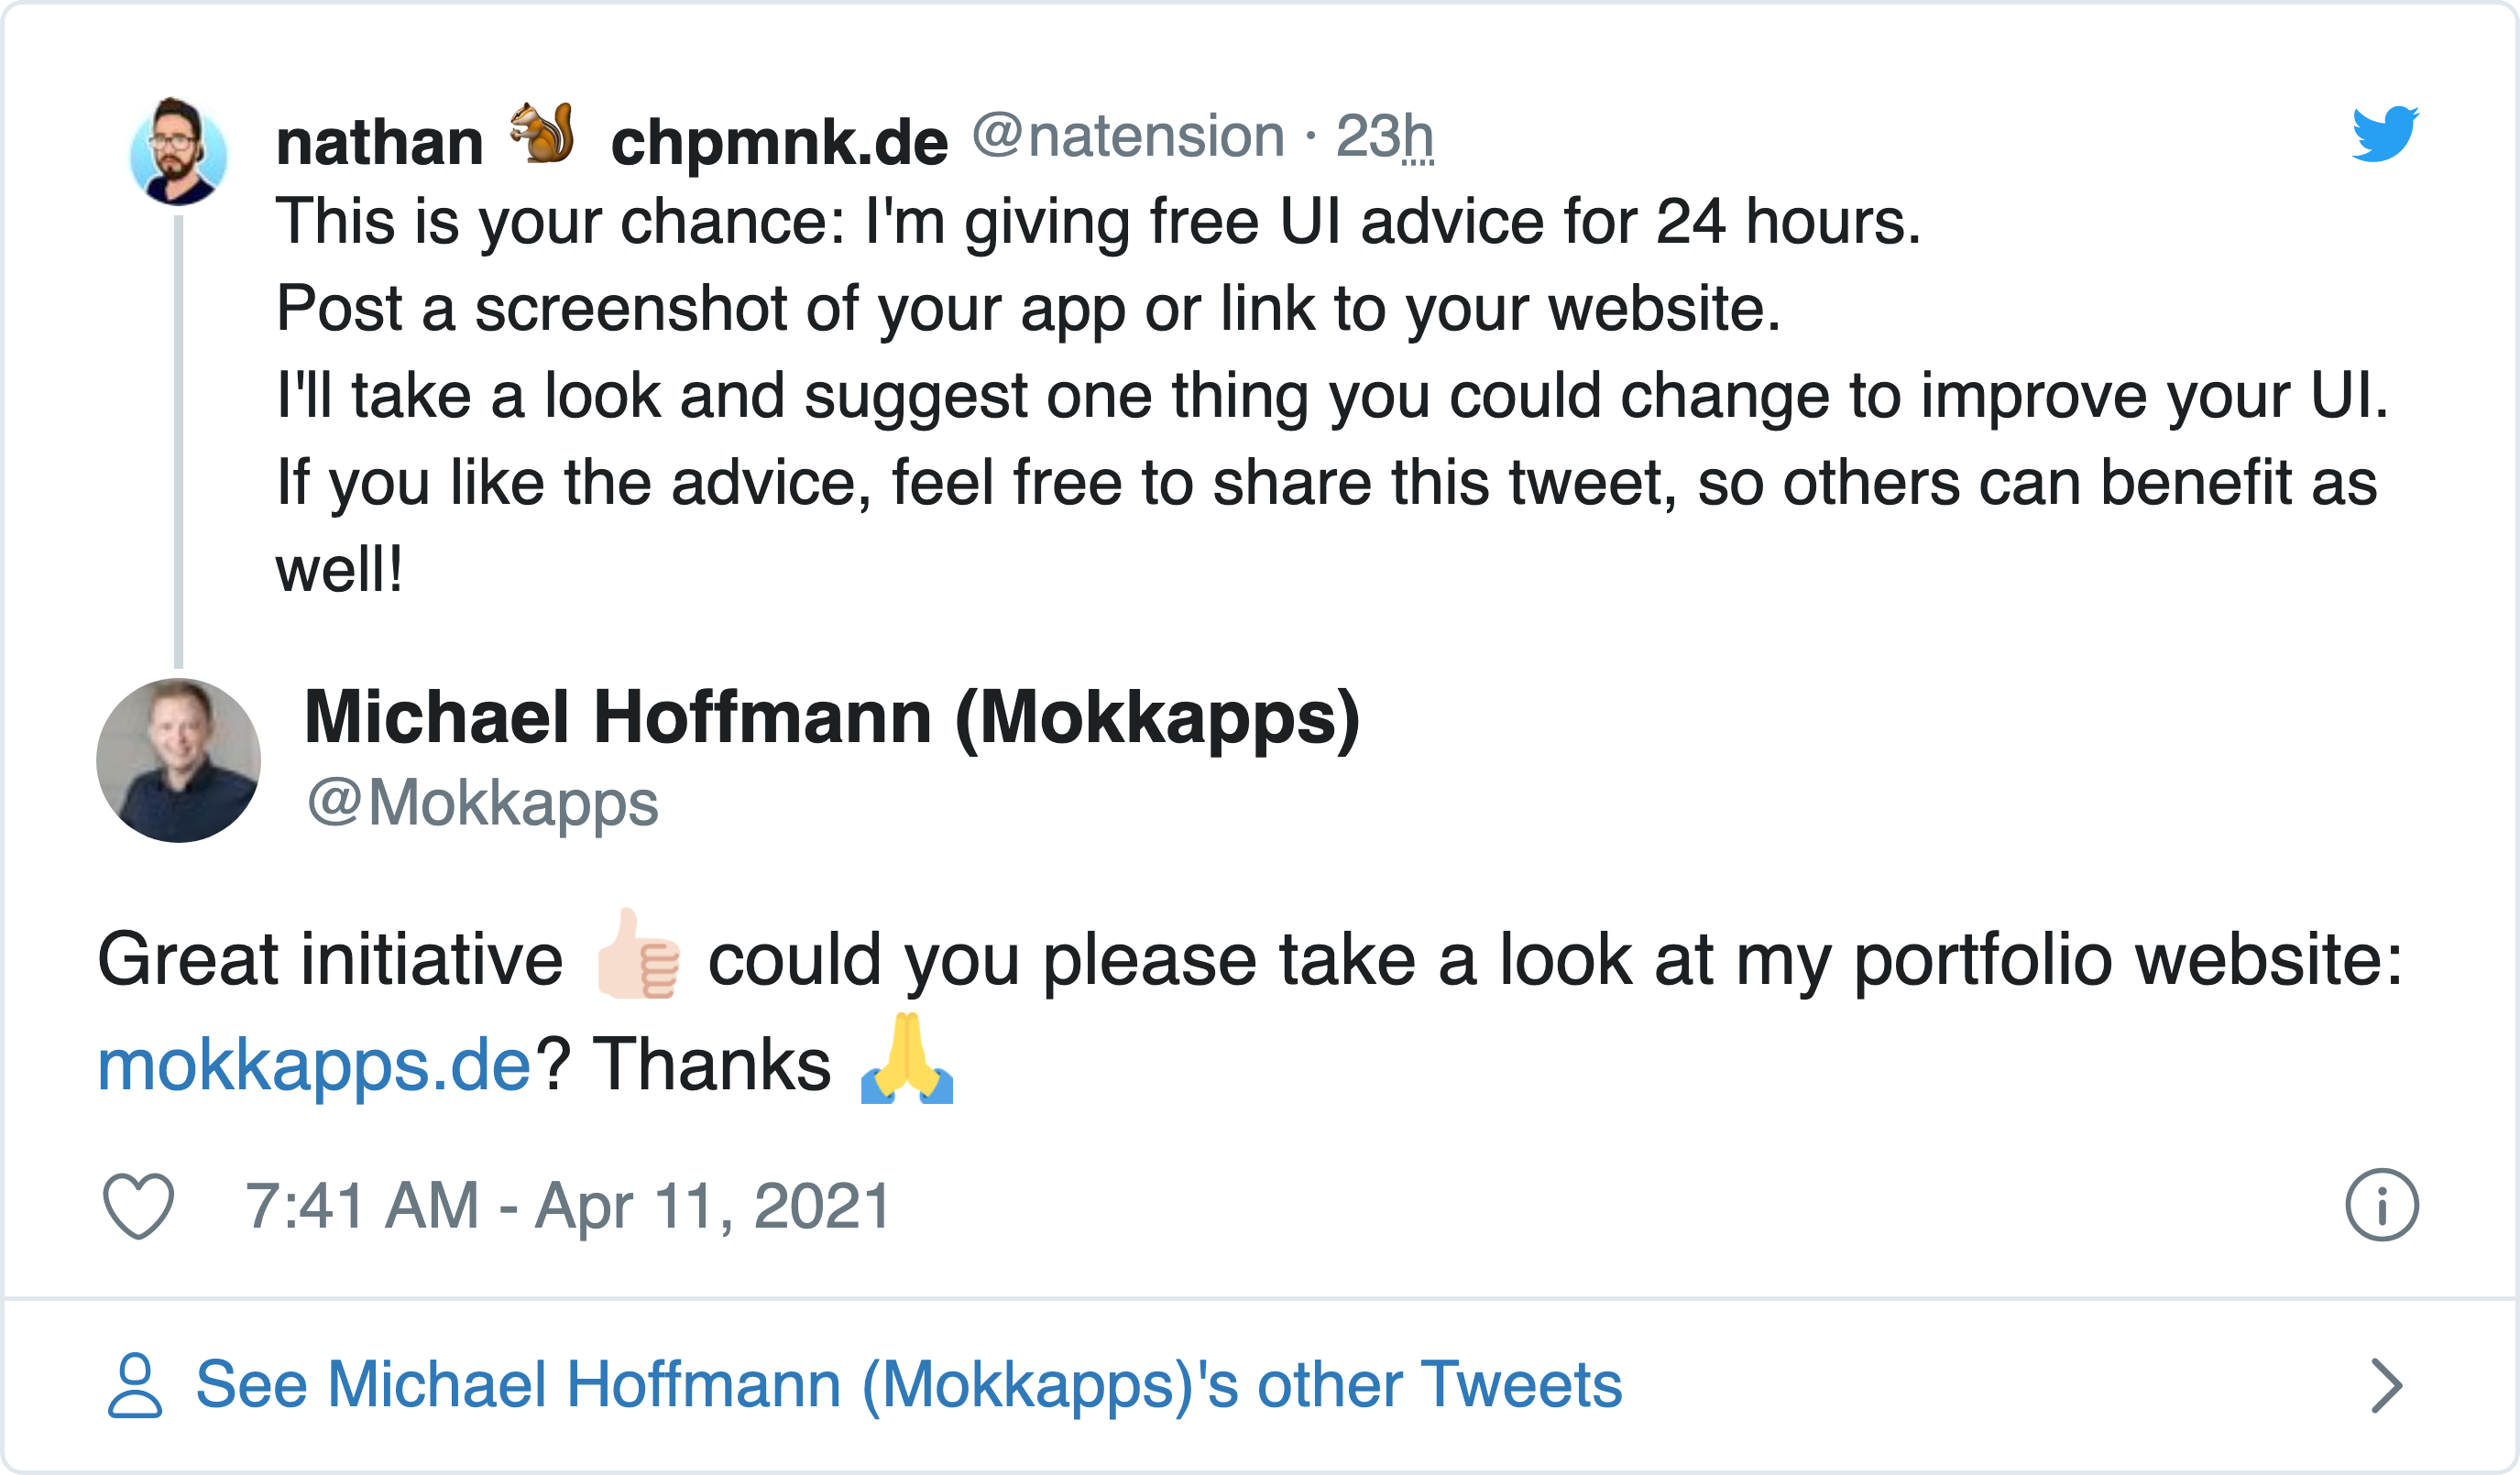 nathan 🐿️ chpmnk.de @natension · 23h
This is your chance: I'm giving free UI advice for 24 hours.
Post a screenshot of your app or link to your website.
I'll take a look and suggest one thing you could change to improve your UI.
If you like the advice, feel free to share this tweet, so others can benefit as
well!
Michael Hoffmann (Mokkapps)
@Mokkapps
Great initiative 👍🏻 could you please take a look at my portfolio website:
mokkapps.de? Thanks 🙏
7:41 AM - Apr 11, 2021
See Michael Hoffmann (Mokkapps)'s other Tweets